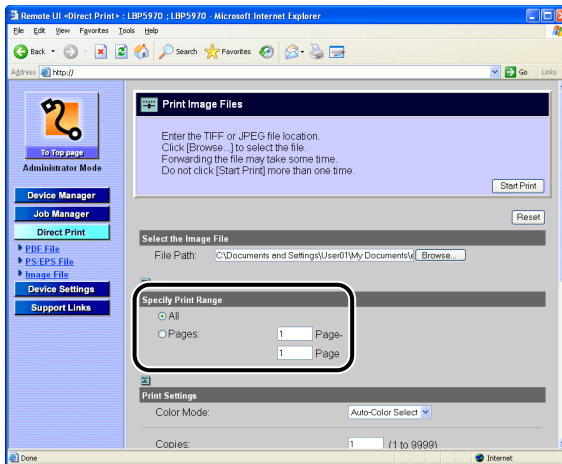 Remote UI <Direct Print> : LBP5970 ; LBP5970 - Microsoft Internet Explorer
File Edit View Favorites Tools Help
Back Search Favorites
Address http:// Go Links
To Top page
Administrator Mode
Device Manager
Job Manager
Direct Print
PDF File
PS/EPS File
Image File
Device Settings
Support Links
Print Image Files
Enter the TIFF or JPEG file location.
Click [Browse...] to select the file.
Forwarding the file may take some time.
Do not click [Start Print] more than one time.
Start Print
Reset
Select the Image File
File Path: C:\Documents and Settings\User01\My Documents\ Browse...
Specify Print Range
All
Pages: 1 Page-
1 Page
Print Settings
Color Mode: Auto-Color Select
Copies: 1 (1 to 9999)
Done Internet